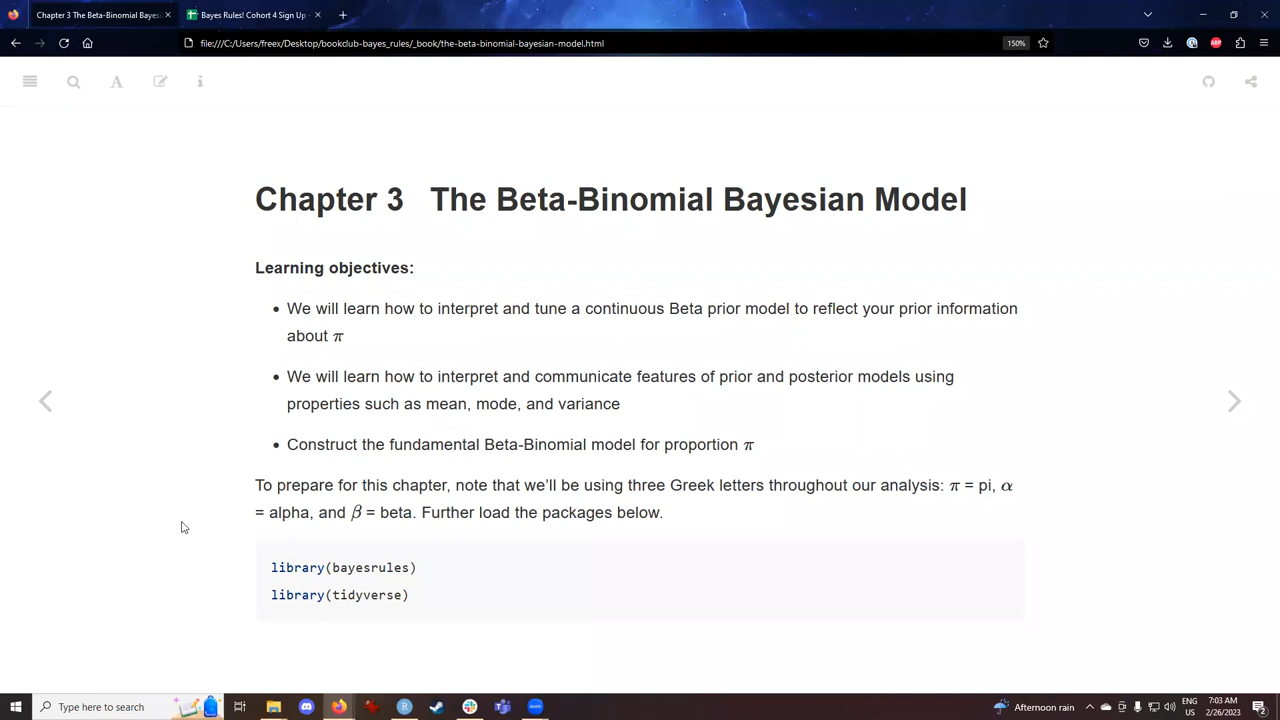 Chapter 3 The Beta-Binomial Bayesi
Bayes Rules! Cohort 4 Sign Up -
file:///C:/Users/freex/Desktop/bookclub-bayes_rules/_book/the-beta-binomial-bayesian-model.html
150%
ABP
A
Chapter 3 The Beta-Binomial Bayesian Model
Learning objectives:
• We will learn how to interpret and tune a continuous Beta prior model to reflect your prior information
about π
• We will learn how to interpret and communicate features of prior and posterior models using
properties such as mean, mode, and variance
• Construct the fundamental Beta-Binomial model for proportion π
To prepare for this chapter, note that we'll be using three Greek letters throughout our analysis: π = pi, α
= alpha, and β = beta. Further load the packages below.
library(bayesrules)
library(tidyverse)
Type here to search
Afternoon rain
ENG
US
7:03 AM
2/26/2023